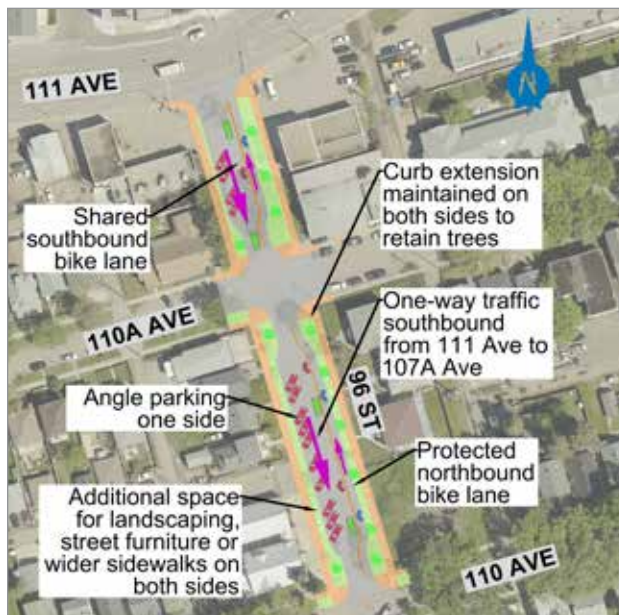 111 AVE
N
Shared
southbound
bike lane
Curb extension
maintained on
both sides to
retain trees
110A AVE
One-way traffic
southbound
from 111 Ave to
107A Ave
Angle parking
one side
96 ST
Protected
northbound
bike lane
Additional space
for landscaping,
street furniture or
wider sidewalks on
both sides
110 AVE